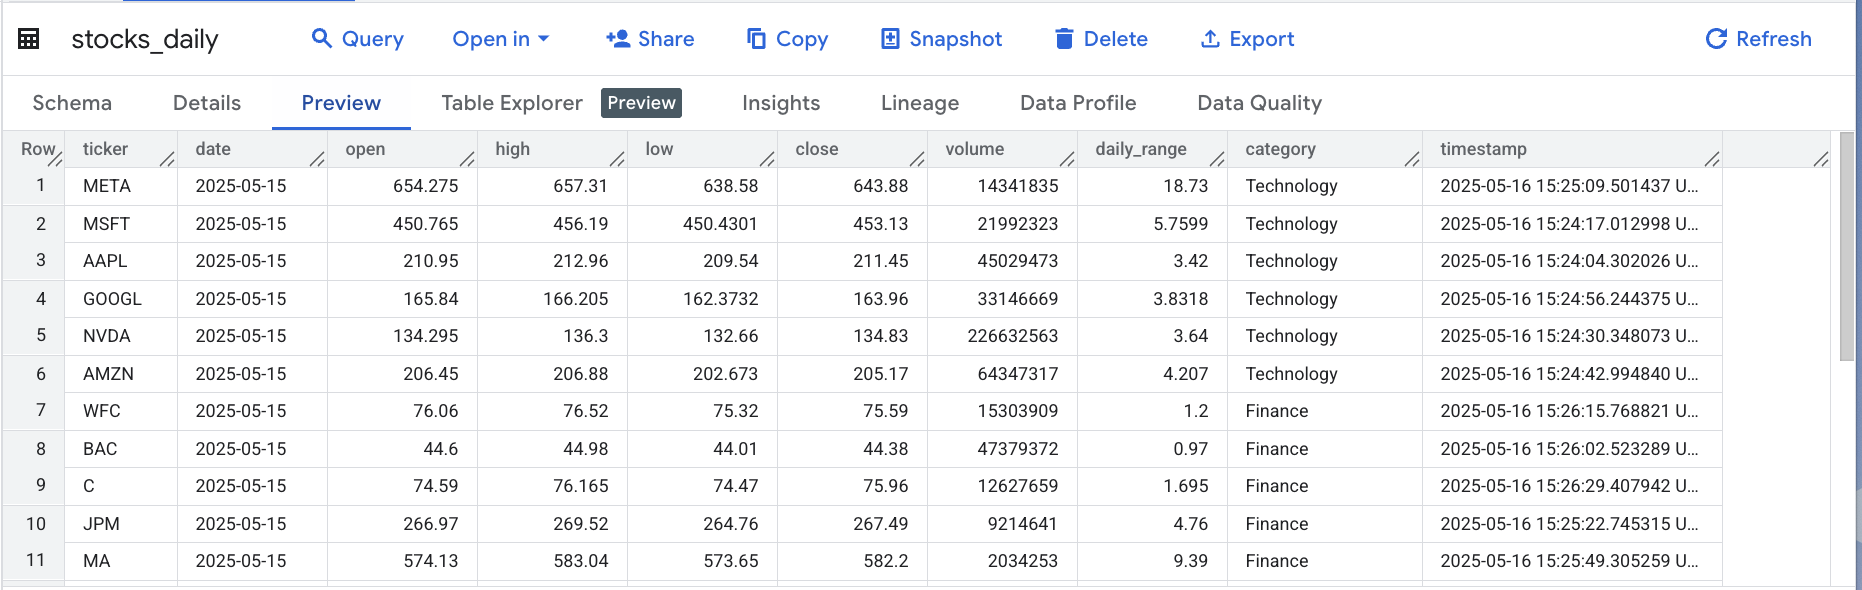 stocks_daily Query Open in Share Copy Snapshot Delete Export Refresh
Schema Details Preview Table Explorer Preview Insights Lineage Data Profile Data Quality
Row ticker date open high low close volume daily_range category timestamp
1 META 2025-05-15 654.275 657.31 638.58 643.88 14341835 18.73 Technology 2025-05-16 15:25:09.501437 U...
2 MSFT 2025-05-15 450.765 456.19 450.4301 453.13 21992323 5.7599 Technology 2025-05-16 15:24:17.012998 U...
3 AAPL 2025-05-15 210.95 212.96 209.54 211.45 45029473 3.42 Technology 2025-05-16 15:24:04.302026 U...
4 GOOGL 2025-05-15 165.84 166.205 162.3732 163.96 33146669 3.8318 Technology 2025-05-16 15:24:56.244375 U...
5 NVDA 2025-05-15 134.295 136.3 132.66 134.83 226632563 3.64 Technology 2025-05-16 15:24:30.348073 U...
6 AMZN 2025-05-15 206.45 206.88 202.673 205.17 64347317 4.207 Technology 2025-05-16 15:24:42.994840 U...
7 WFC 2025-05-15 76.06 76.52 75.32 75.59 15303909 1.2 Finance 2025-05-16 15:26:15.768821 U...
8 BAC 2025-05-15 44.6 44.98 44.01 44.38 47379372 0.97 Finance 2025-05-16 15:26:02.523289 U...
9 C 2025-05-15 74.59 76.165 74.47 75.96 12627659 1.695 Finance 2025-05-16 15:26:29.407942 U...
10 JPM 2025-05-15 266.97 269.52 264.76 267.49 9214641 4.76 Finance 2025-05-16 15:25:22.745315 U...
11 MA 2025-05-15 574.13 583.04 573.65 582.2 2034253 9.39 Finance 2025-05-16 15:25:49.305259 U...